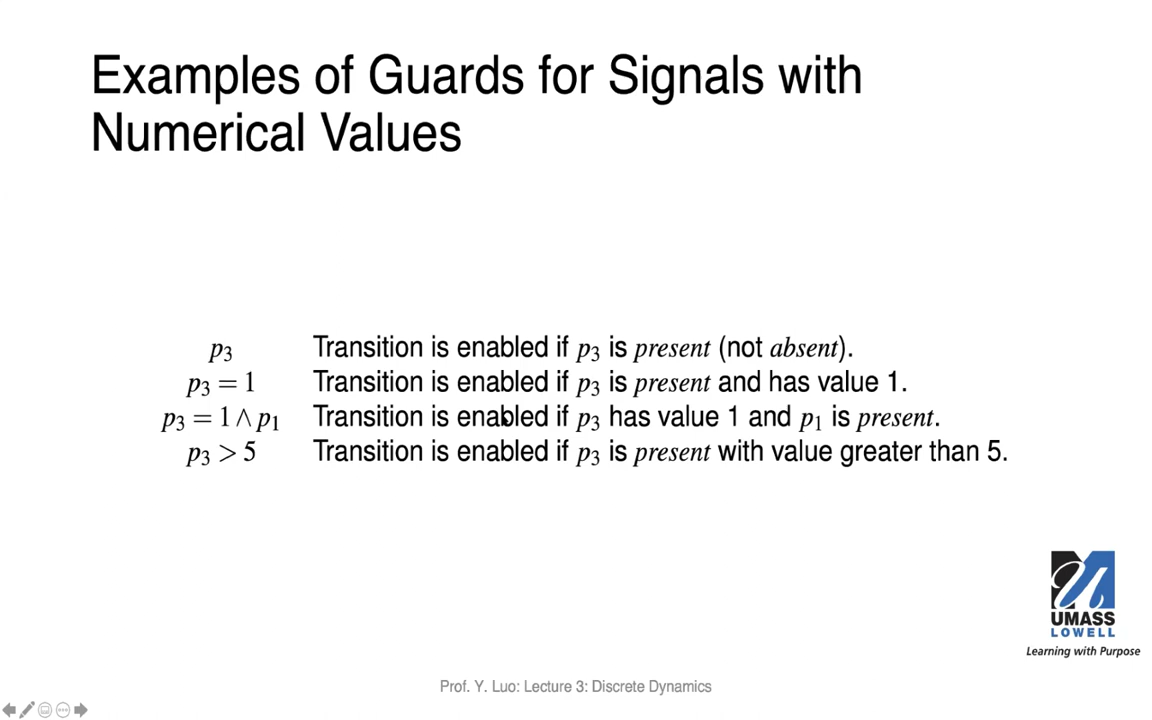 Examples of Guards for Signals with
Numerical Values
p₃ Transition is enabled if p₃ is present (not absent).
p₃ = 1 Transition is enabled if p₃ is present and has value 1.
p₃ = 1 ∧ p₁ Transition is enabled if p₃ has value 1 and p₁ is present.
p₃ > 5 Transition is enabled if p₃ is present with value greater than 5.
UMASS
LOWELL
Learning with Purpose
Prof. Y. Luo: Lecture 3: Discrete Dynamics